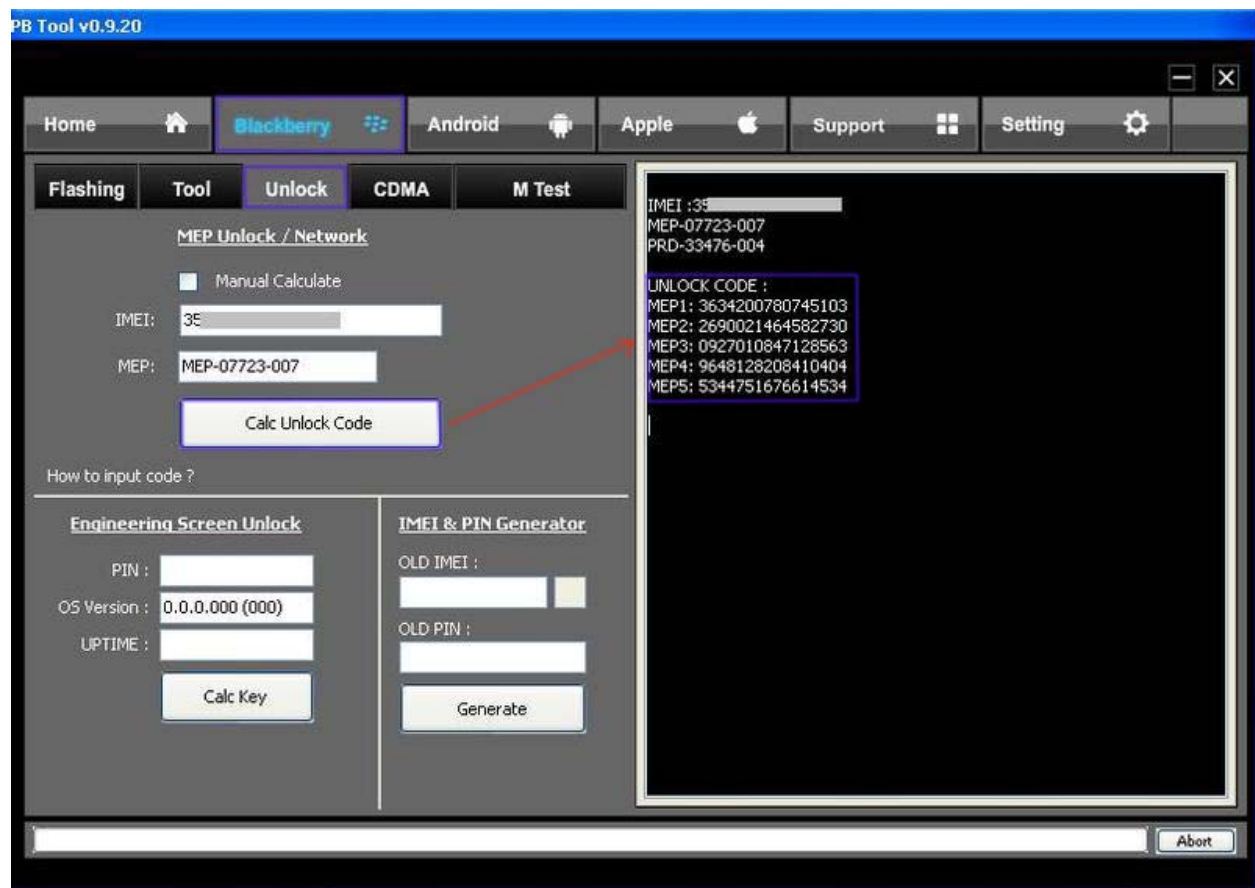 PB Tool v0.9.20
Home
Blackberry
Android
Apple
Support
Setting
Flashing
Tool
Unlock
CDMA
M Test
MEP Unlock / Network
Manual Calculate
IMEI: 35
MEP: MEP-07723-007
Calc Unlock Code
How to input code ?
Engineering Screen Unlock
PIN :
OS Version : 0.0.0.000 (000)
UPTIME :
Calc Key
IMEI & PIN Generator
OLD IMEI :
OLD PIN :
Generate
IMEI :35
MEP-07723-007
PRD-33476-004
UNLOCK CODE :
MEP1: 3634200780745103
MEP2: 2690021464582730
MEP3: 0927010847128563
MEP4: 9648128208410404
MEP5: 5344751676614534
Abort